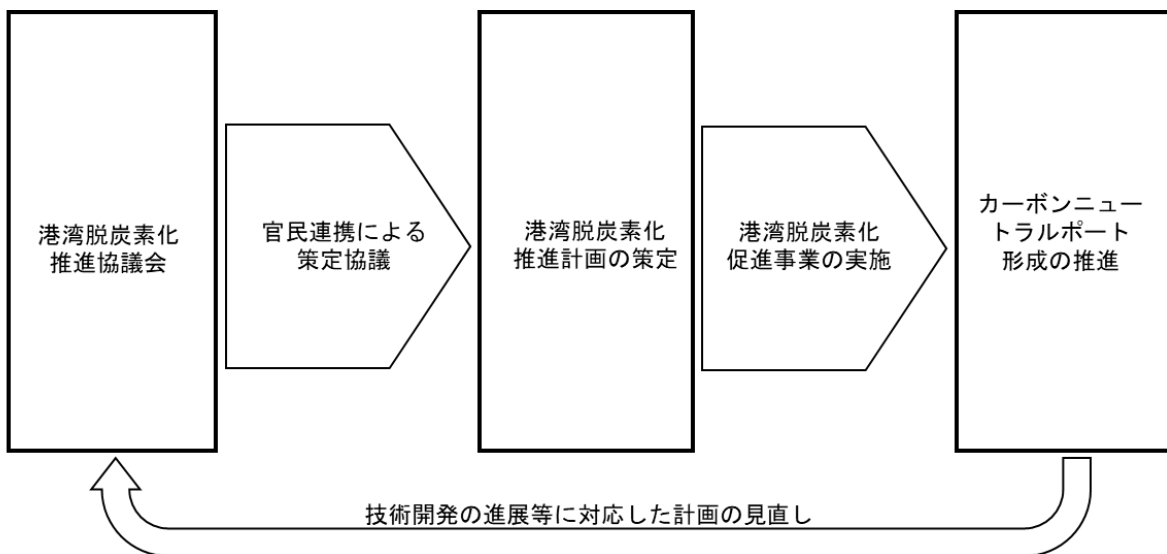 港湾脱炭素化
推進協議会
官民連携による
策定協議
港湾脱炭素化
推進計画の策定
港湾脱炭素化
促進事業の実施
カーボンニュー
トラルポート
形成の推進
技術開発の進展等に対応した計画の見直し